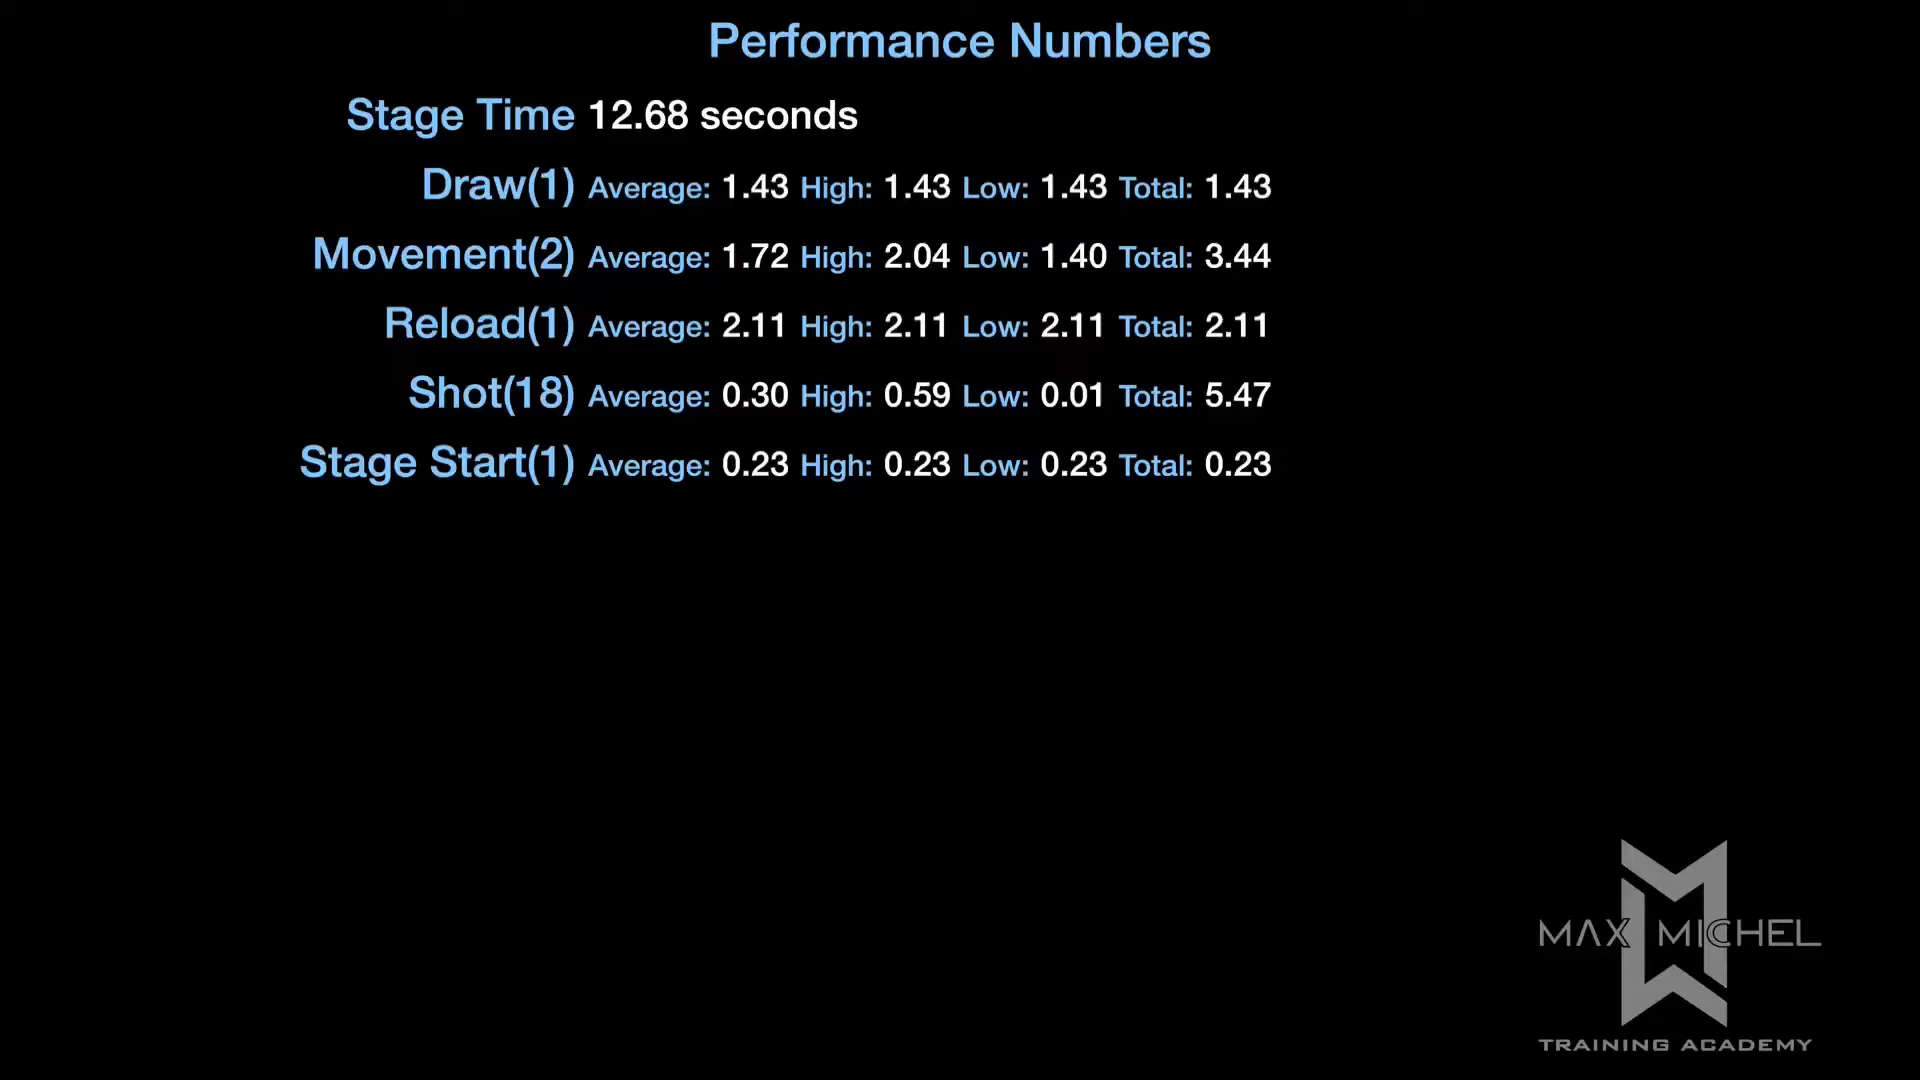 Performance Numbers
Stage Time 12.68 seconds
Draw(1) Average: 1.43 High: 1.43 Low: 1.43 Total: 1.43
Movement(2) Average: 1.72 High: 2.04 Low: 1.40 Total: 3.44
Reload(1) Average: 2.11 High: 2.11 Low: 2.11 Total: 2.11
Shot(18) Average: 0.30 High: 0.59 Low: 0.01 Total: 5.47
Stage Start(1) Average: 0.23 High: 0.23 Low: 0.23 Total: 0.23
MAX MICHEL
TRAINING ACADEMY